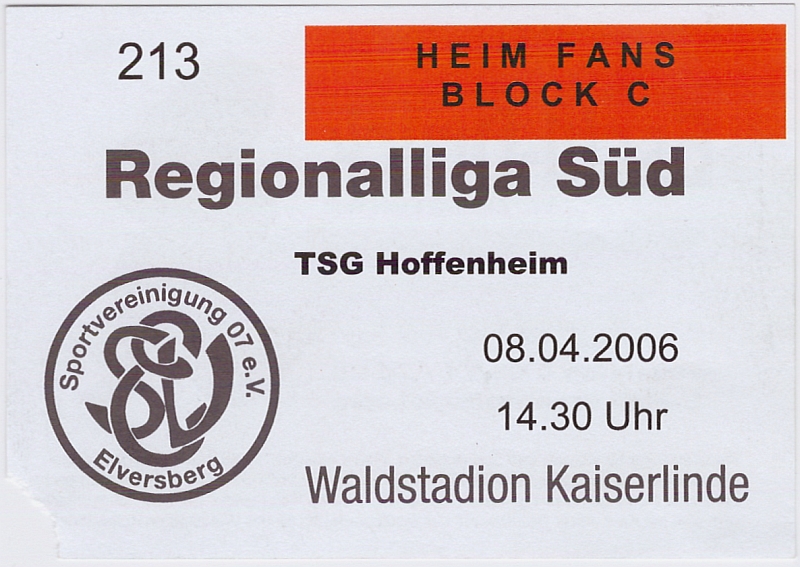 213
HEIM FANS
BLOCK C
Regionalliga Süd
TSG Hoffenheim
Sportvereinigung 07 e.V.
Elversberg
08.04.2006
14.30 Uhr
Waldstadion Kaiserlinde